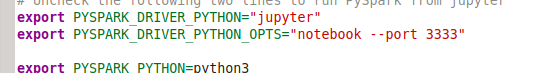 # Uncheck the following two lines to run PySpark from jupyter
export PYSPARK_DRIVER_PYTHON="jupyter"
export PYSPARK_DRIVER_PYTHON_OPTS="notebook --port 3333"
export PYSPARK_PYTHON=python3